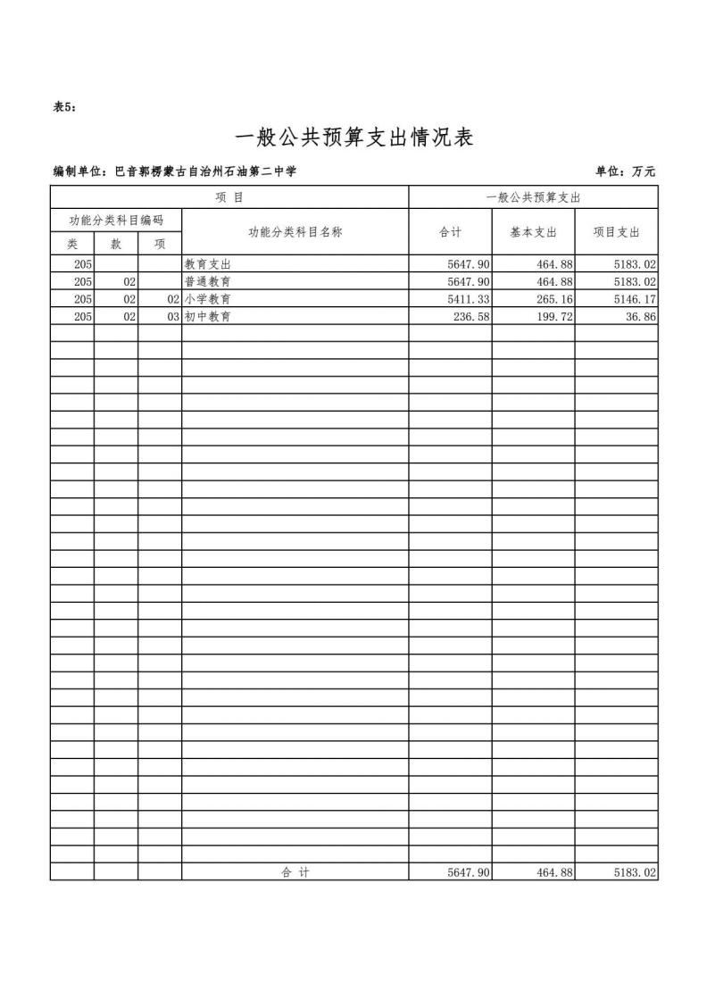 表5:
一般公共预算支出情况表
编制单位：巴音郭楞蒙古自治州石油第二中学 单位：万元
项 目 一般公共预算支出
功能分类科目编码 功能分类科目名称 合计 基本支出 项目支出
类 款 项
205 教育支出 5647.90 464.88 5183.02
205 02 普通教育 5647.90 464.88 5183.02
205 02 02 小学教育 5411.33 265.16 5146.17
205 02 03 初中教育 236.58 199.72 36.86
合 计 5647.90 464.88 5183.02